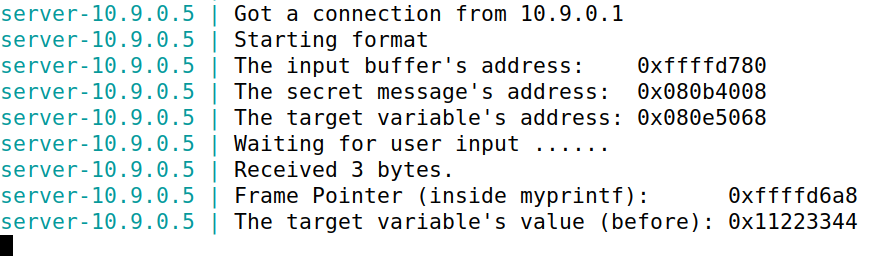 server-10.9.0.5 | Got a connection from 10.9.0.1
server-10.9.0.5 | Starting format
server-10.9.0.5 | The input buffer's address:    0xffffd780
server-10.9.0.5 | The secret message's address:  0x080b4008
server-10.9.0.5 | The target variable's address: 0x080e5068
server-10.9.0.5 | Waiting for user input ......
server-10.9.0.5 | Received 3 bytes.
server-10.9.0.5 | Frame Pointer (inside myprintf):      0xffffd6a8
server-10.9.0.5 | The target variable's value (before): 0x11223344